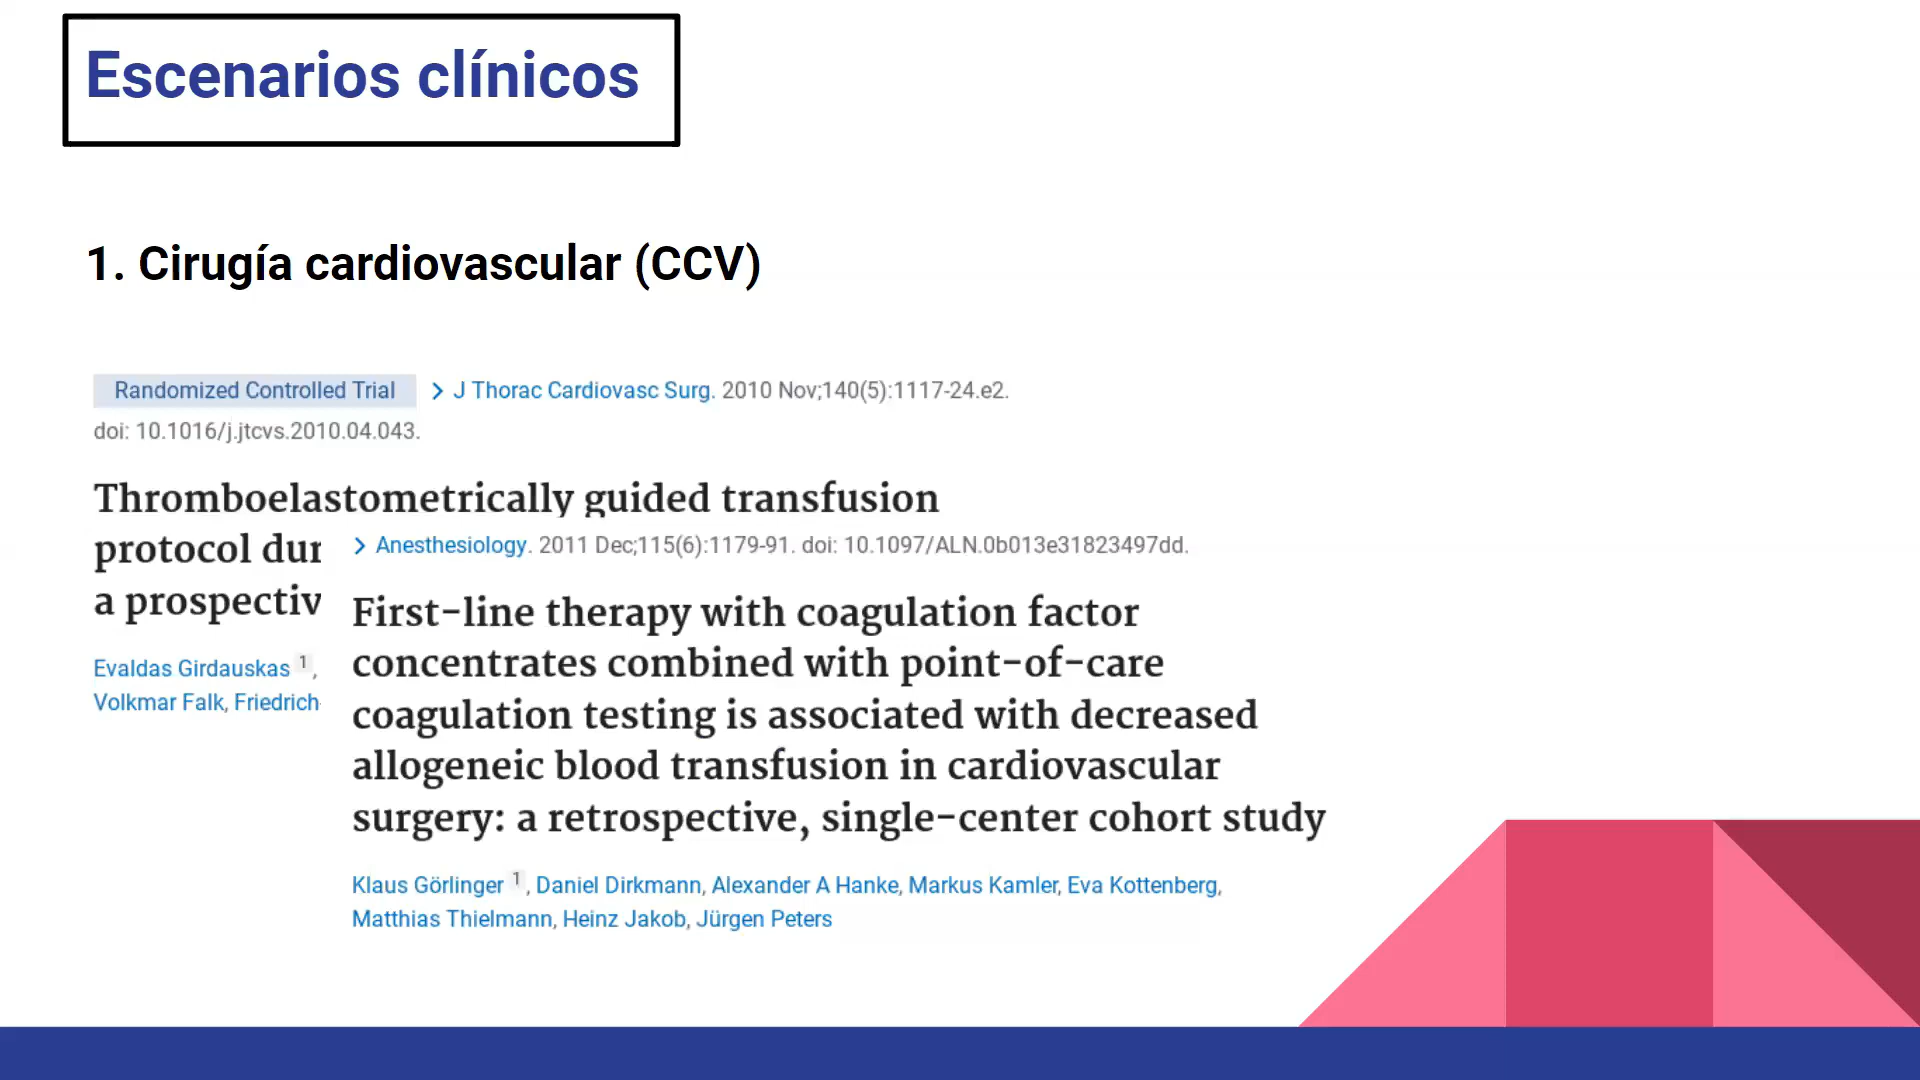 Escenarios clínicos
1. Cirugía cardiovascular (CCV)
Randomized Controlled Trial > J Thorac Cardiovasc Surg. 2010 Nov;140(5):1117-24.e2.
doi: 10.1016/j.jtcvs.2010.04.043.
Thromboelastometrically guided transfusion
protocol dur
a prospectiv
Evaldas Girdauskas 1,
Volkmar Falk, Friedrich-
> Anesthesiology. 2011 Dec;115(6):1179-91. doi: 10.1097/ALN.0b013e31823497dd.
First-line therapy with coagulation factor
concentrates combined with point-of-care
coagulation testing is associated with decreased
allogeneic blood transfusion in cardiovascular
surgery: a retrospective, single-center cohort study
Klaus Görlinger 1, Daniel Dirkmann, Alexander A Hanke, Markus Kamler, Eva Kottenberg,
Matthias Thielmann, Heinz Jakob, Jürgen Peters